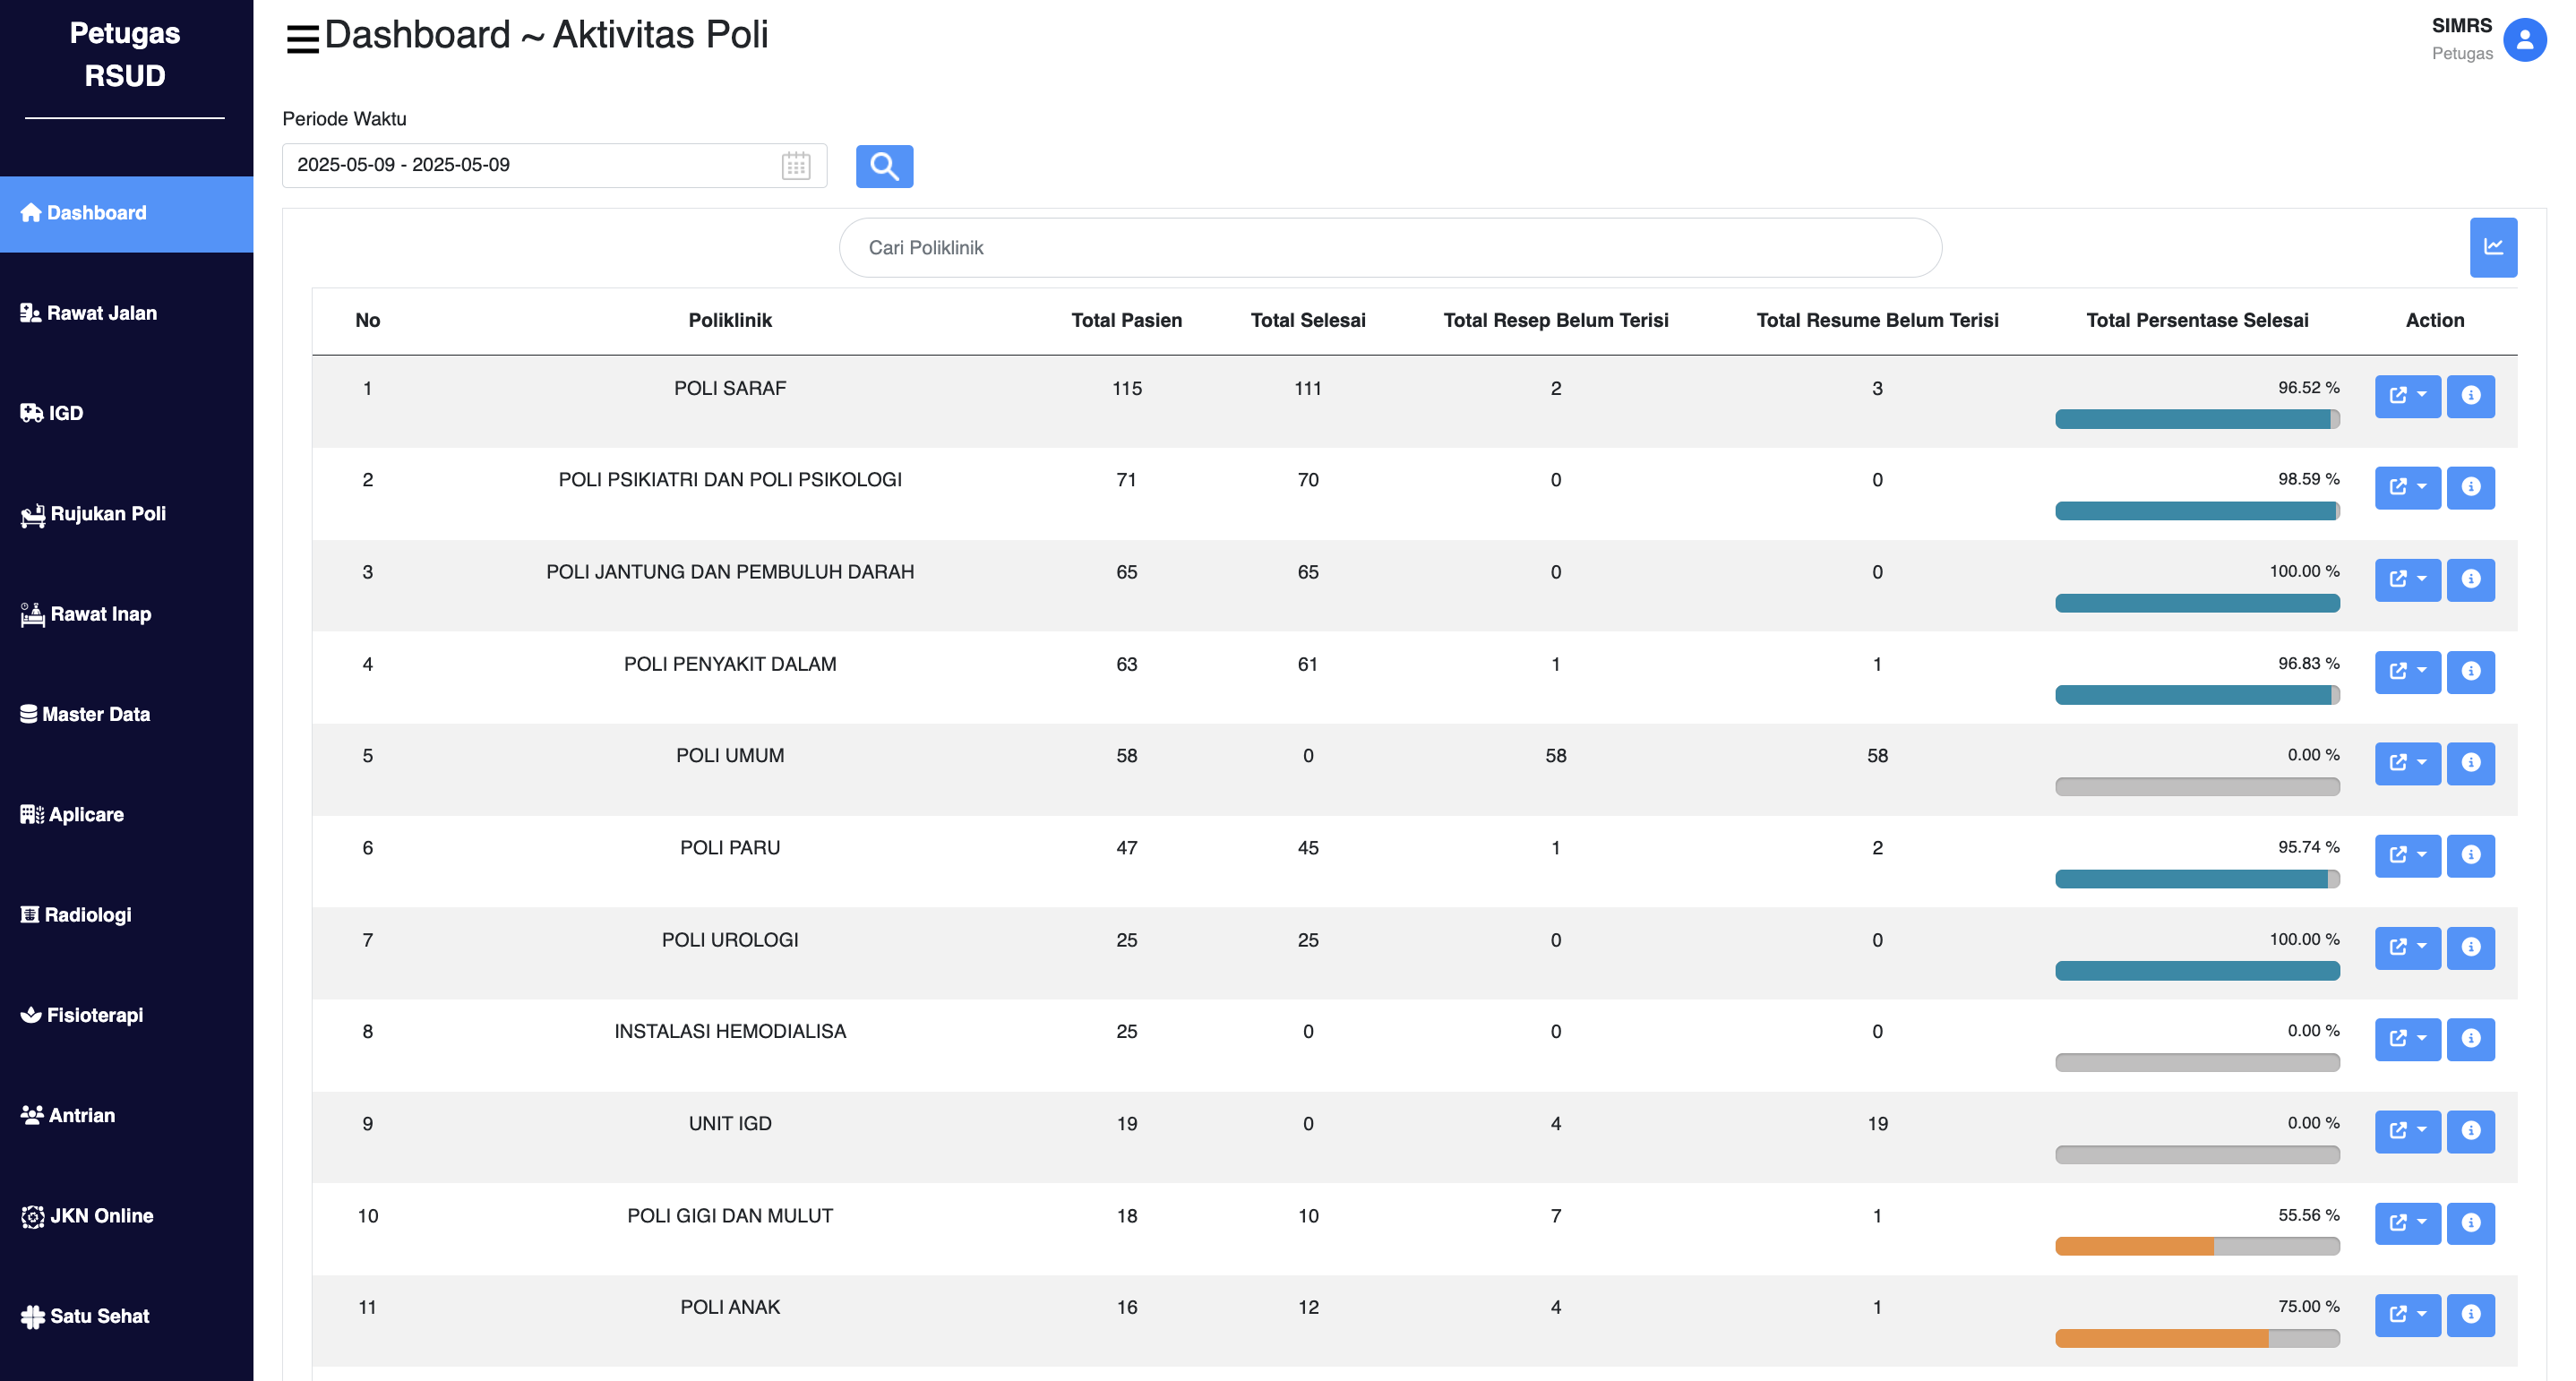 Petugas
RSUD
Dashboard
Rawat Jalan
IGD
Rujukan Poli
Rawat Inap
Master Data
Aplicare
Radiologi
Fisioterapi
Antrian
JKN Online
Satu Sehat
Dashboard ~ Aktivitas Poli
SIMRS
Petugas
Periode Waktu
2025-05-09 - 2025-05-09
Cari Poliklinik
No Poliklinik Total Pasien Total Selesai Total Resep Belum Terisi Total Resume Belum Terisi Total Persentase Selesai Action
1 POLI SARAF 115 111 2 3 96.52 %
2 POLI PSIKIATRI DAN POLI PSIKOLOGI 71 70 0 0 98.59 %
3 POLI JANTUNG DAN PEMBULUH DARAH 65 65 0 0 100.00 %
4 POLI PENYAKIT DALAM 63 61 1 1 96.83 %
5 POLI UMUM 58 0 58 58 0.00 %
6 POLI PARU 47 45 1 2 95.74 %
7 POLI UROLOGI 25 25 0 0 100.00 %
8 INSTALASI HEMODIALISA 25 0 0 0 0.00 %
9 UNIT IGD 19 0 4 19 0.00 %
10 POLI GIGI DAN MULUT 18 10 7 1 55.56 %
11 POLI ANAK 16 12 4 1 75.00 %